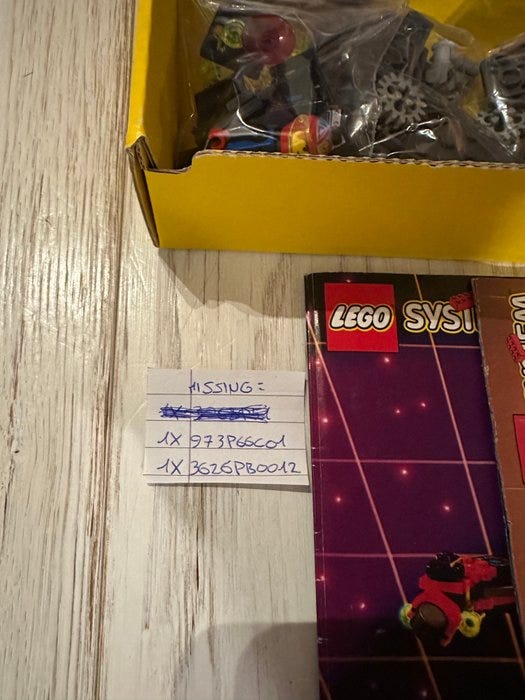 LEGO SYST
MISSING:
1X 973P66C01
1X 3626PB0012